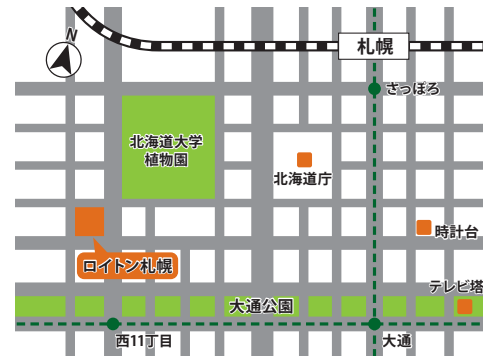 N
札幌
さっぽろ
北海道大学
植物園
北海道庁
時計台
ロイトン札幌
テレビ塔
大通公園
西11丁目
大通